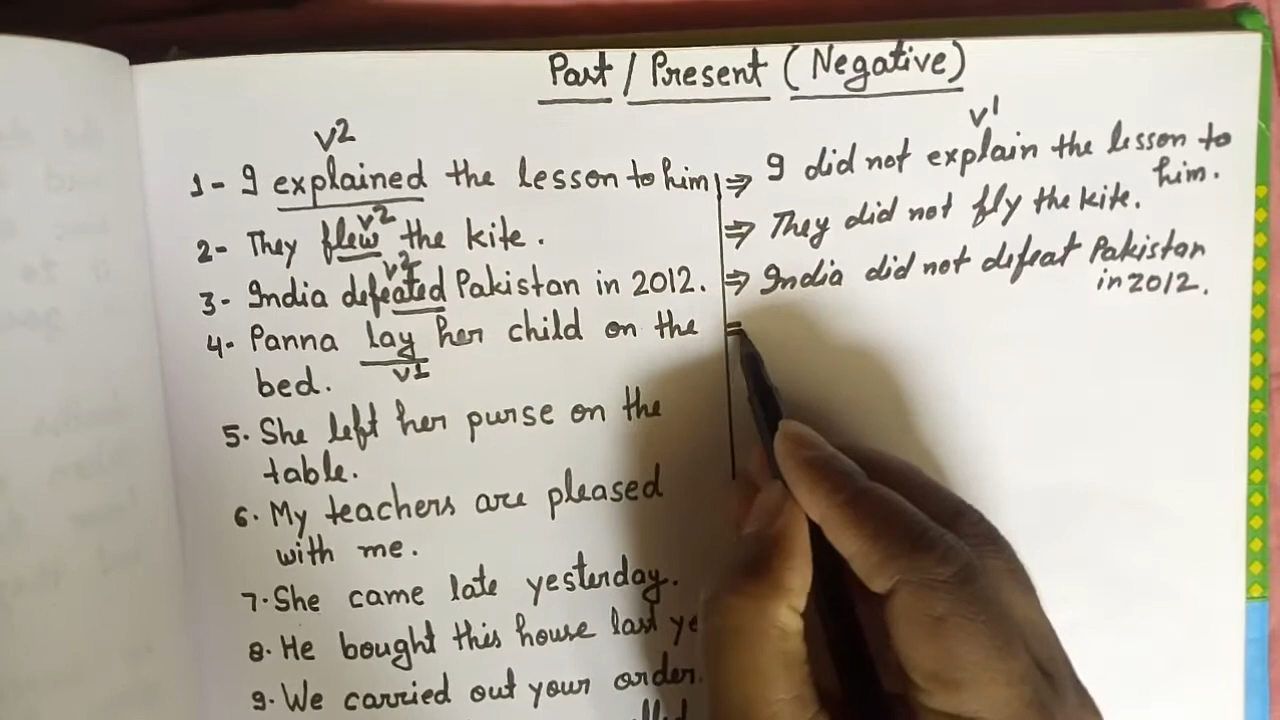 Past / Present (Negative)
v2
1- I explained the lesson to him
v2
2- They flew the kite.
v2
3- India defeated Pakistan in 2012.
4- Panna lay her child on the
bed.
v1
5. She left her purse on the
table.
6. My teachers are pleased
with me.
7. She came late yesterday.
8. He bought this house last ye
9. We carried out your order.
v1
⇒ I did not explain the lesson to
him.
⇒ They did not fly the kite.
⇒ India did not defeat Pakistan
in 2012.
=